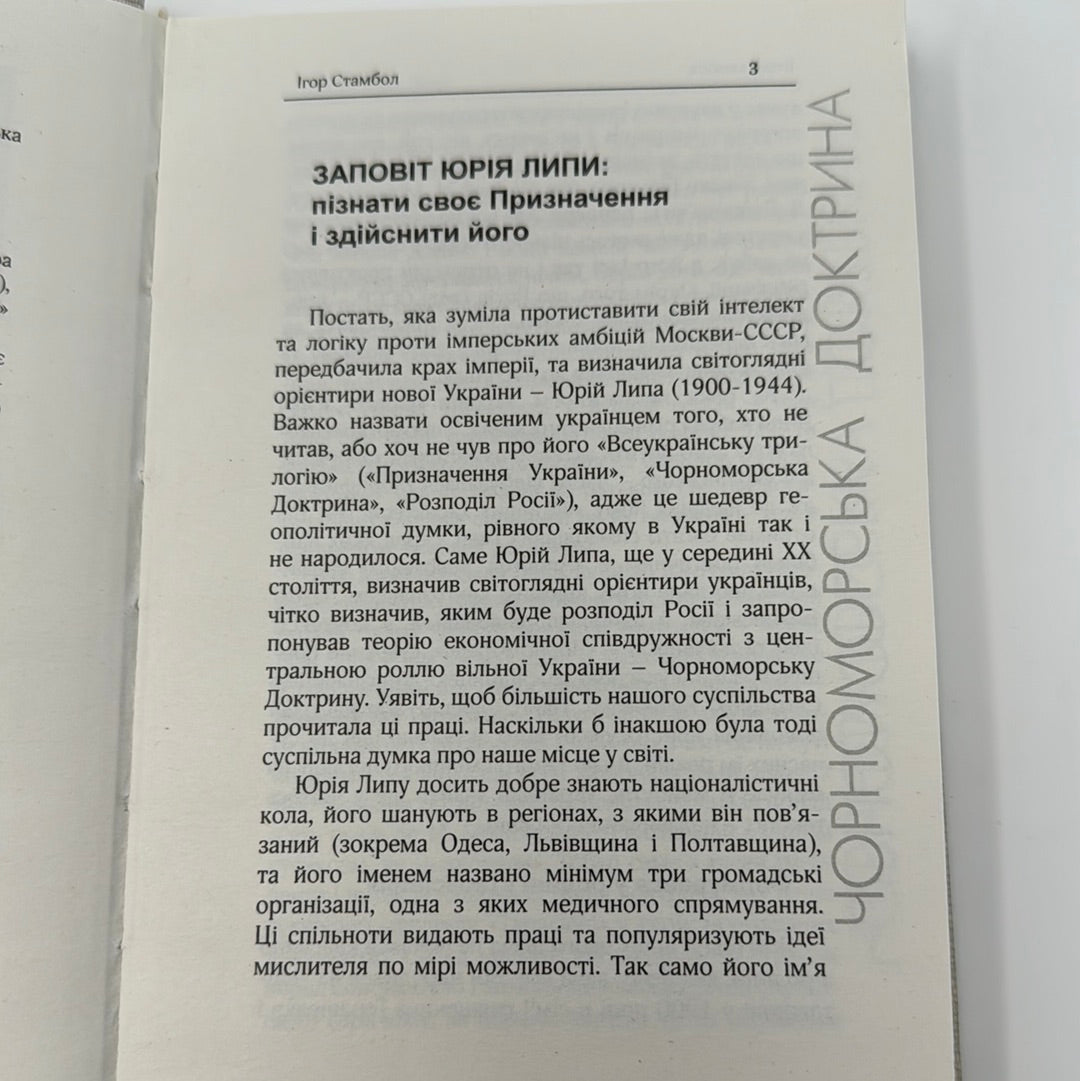 ка
Ігор Стамбол
3
ЗАПОВІТ ЮРІЯ ЛИПИ:
пізнати своє Призначення
і здійснити його
Постать, яка зуміла протиставити свій інтелект
та логіку проти імперських амбіцій Москви-СССР,
передбачила крах імперії, та визначила світоглядні
орієнтири нової України – Юрій Липа (1900-1944).
Важко назвати освіченим українцем того, хто не
читав, або хоч не чув про його «Всеукраїнську три-
логію» («Призначення України», «Чорноморська
Доктрина», «Розподіл Росії»), адже це шедевр ге-
ополітичної думки, рівного якому в Україні так і
не народилося. Саме Юрій Липа, ще у середині XX
століття, визначив світоглядні орієнтири українців,
чітко визначив, яким буде розподіл Росії і запро-
понував теорію економічної співдружності з цен-
тральною роллю вільної України – Чорноморську
Доктрину. Уявіть, щоб більшість нашого суспільства
прочитала ці праці. Наскільки б інакшою була тоді
суспільна думка про наше місце у світі.
Юрія Липу досить добре знають націоналістичні
кола, його шанують в регіонах, з якими він пов’я-
заний (зокрема Одеса, Львівщина і Полтавщина),
та його іменем названо мінімум три громадські
організації, одна з яких медичного спрямування.
Ці спільноти видають праці та популяризують ідеї
мислителя по мірі можливості. Так само його ім’я
ЧОРНОМОРСЬКА ДОКТРИНА